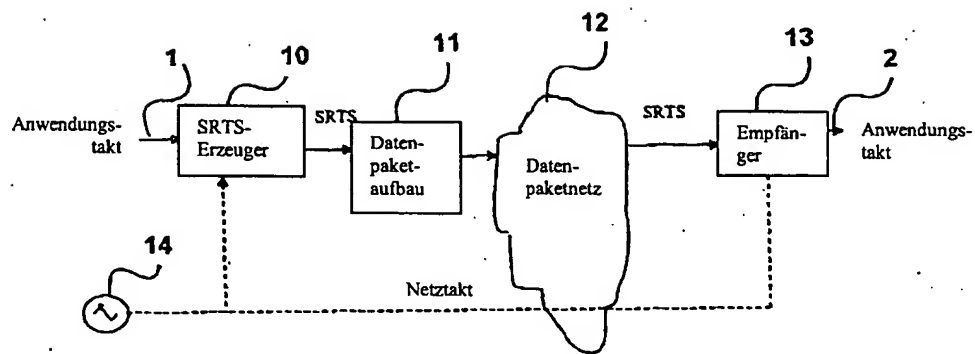 12
10
11
13
2
1
SRTS
SRTS
Anwendungs-
takt
SRTS-
Erzeuger
Daten-
paket-
aufbau
Daten-
paketnetz
Empfän-
ger
Anwendungs-
takt
14
Netztakt